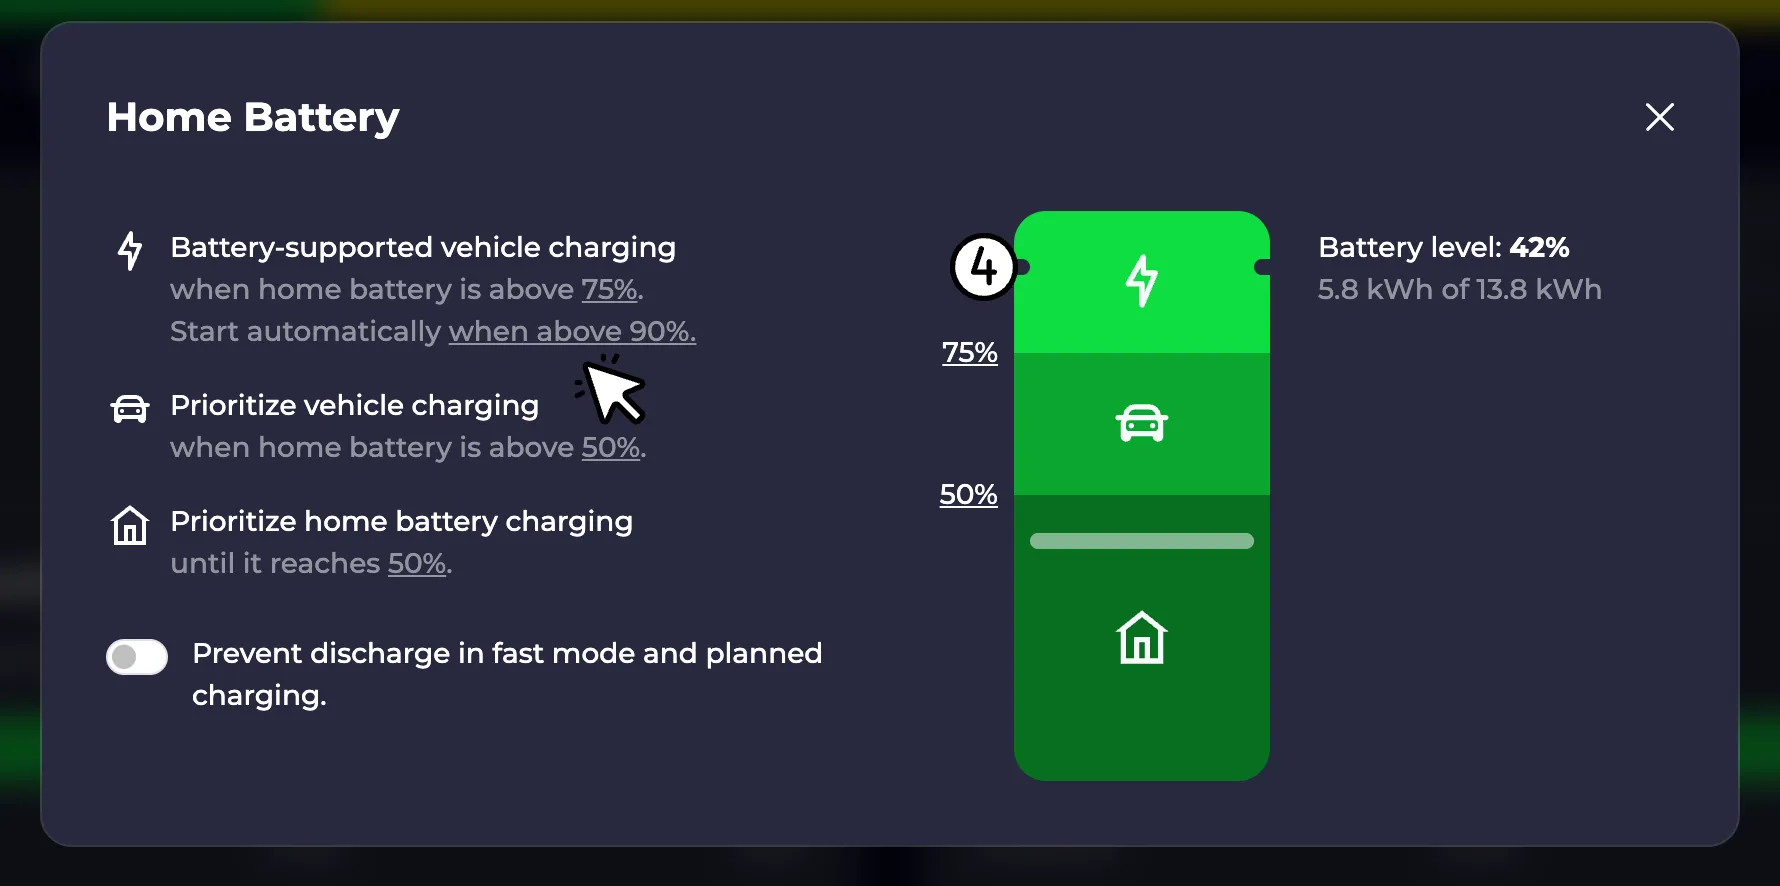 Home Battery
Battery-supported vehicle charging
when home battery is above 75%.
Start automatically when above 90%.
Prioritize vehicle charging
when home battery is above 50%.
Prioritize home battery charging
until it reaches 50%.
Prevent discharge in fast mode and planned
charging.
4
75%
50%
Battery level: 42%
5.8 kWh of 13.8 kWh